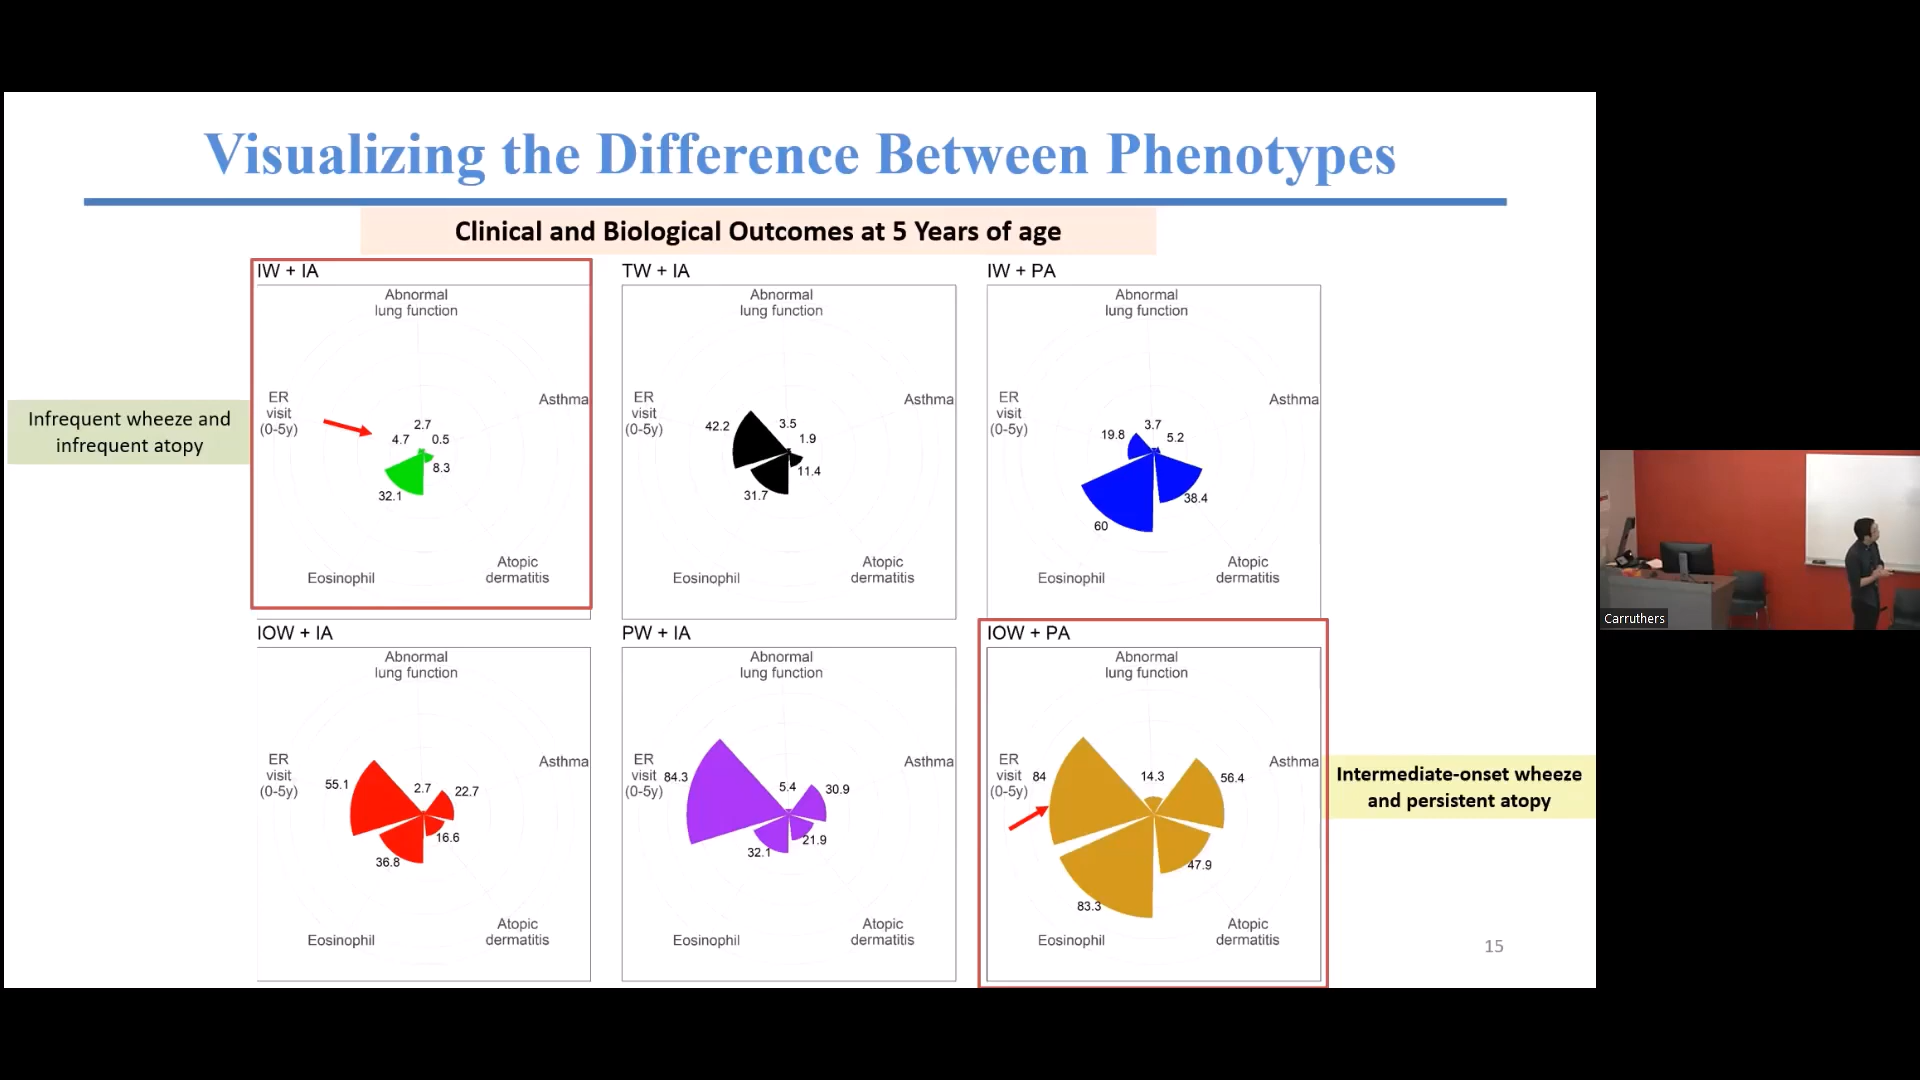 Visualizing the Difference Between Phenotypes
Clinical and Biological Outcomes at 5 Years of age
IW + IA
Abnormal
lung function
ER
visit
(0-5y)
Asthma
2.7
4.7
0.5
8.3
32.1
Eosinophil
Atopic
dermatitis
TW + IA
Abnormal
lung function
ER
visit
(0-5y)
Asthma
42.2
3.5
1.9
11.4
31.7
Eosinophil
Atopic
dermatitis
IW + PA
Abnormal
lung function
ER
visit
(0-5y)
Asthma
19.8
3.7
5.2
38.4
60
Eosinophil
Atopic
dermatitis
Infrequent wheeze and
infrequent atopy
IOW + IA
Abnormal
lung function
ER
visit
(0-5y)
Asthma
55.1
2.7
22.7
16.6
36.8
Eosinophil
Atopic
dermatitis
PW + IA
Abnormal
lung function
ER
visit
(0-5y)
Asthma
84.3
5.4
30.9
21.9
32.1
Eosinophil
Atopic
dermatitis
IOW + PA
Abnormal
lung function
ER
visit
(0-5y)
Asthma
84
14.3
56.4
47.9
83.3
Eosinophil
Atopic
dermatitis
Intermediate-onset wheeze
and persistent atopy
15
Carruthers